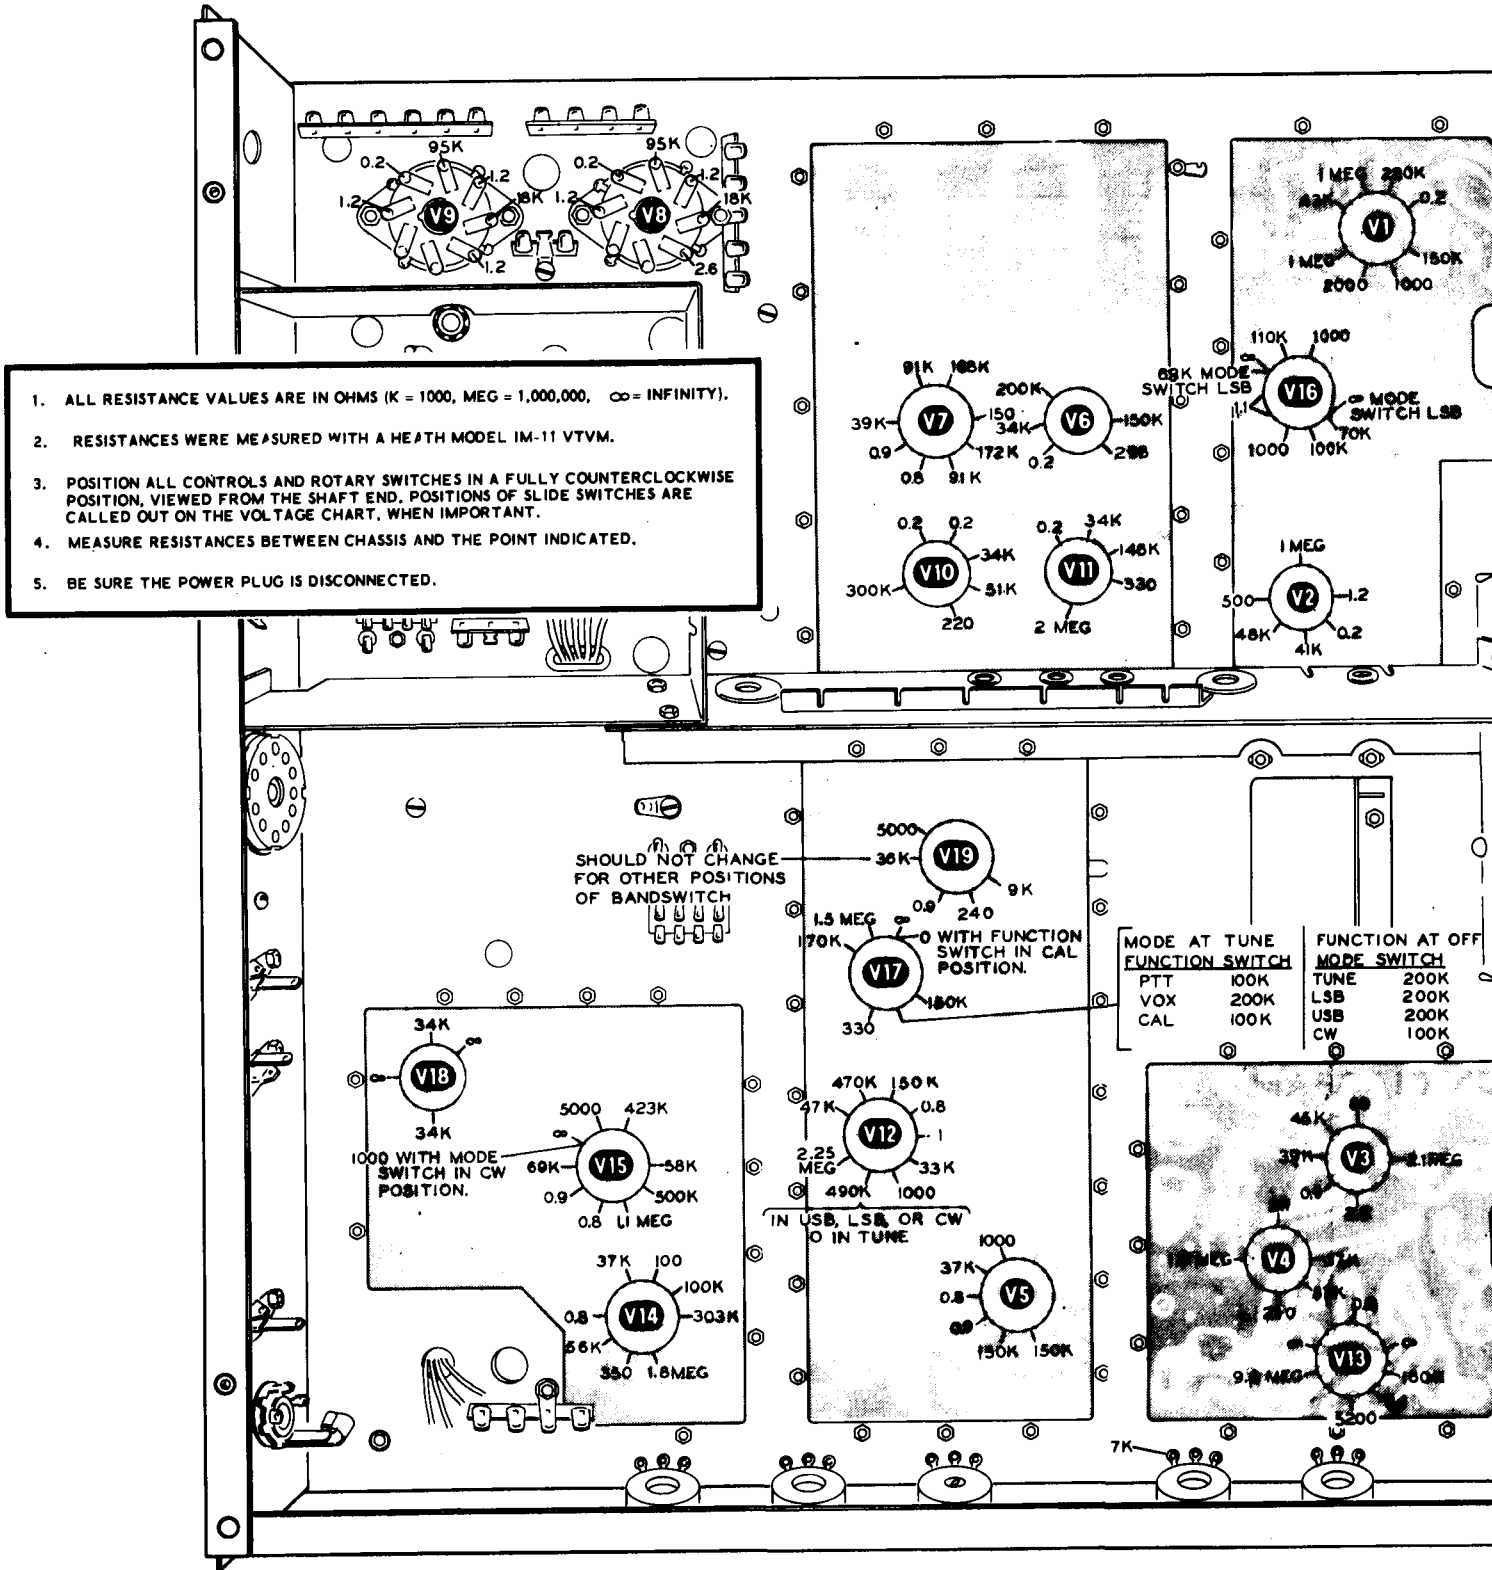 95K
0.2
1.2
1.2
18K
V9
1.2
95K
0.2
1.2
1.2
18K
V8
2.6
1 MEG
0.2
V1
1 MEG
150K
2000
1000
1. ALL RESISTANCE VALUES ARE IN OHMS (K = 1000, MEG = 1,000,000, ∞ = INFINITY).
2. RESISTANCES WERE MEASURED WITH A HEATH MODEL IM-11 VTVM.
3. POSITION ALL CONTROLS AND ROTARY SWITCHES IN A FULLY COUNTERCLOCKWISE
POSITION, VIEWED FROM THE SHAFT END. POSITIONS OF SLIDE SWITCHES ARE
CALLED OUT ON THE VOLTAGE CHART, WHEN IMPORTANT.
4. MEASURE RESISTANCES BETWEEN CHASSIS AND THE POINT INDICATED.
5. BE SURE THE POWER PLUG IS DISCONNECTED.
91K
39K
V7
150
172K
0.9
0.8
91K
200K
34K
V6
150K
0.2
110K
1000
∞
MODE
SWITCH LSB
1.1
V16
∞ MODE
SWITCH LSB
70K
1000
100K
0.2
0.2
34K
V10
300K
51K
220
0.2
34K
146K
V11
330
2 MEG
1 MEG
500
V2
1.2
48K
0.2
41K
5000
SHOULD NOT CHANGE
FOR OTHER POSITIONS
OF BANDSWITCH
36K
V19
9K
0.9
240
1.5 MEG
∞
170K
0 WITH FUNCTION
SWITCH IN CAL
POSITION.
V17
150K
330
MODE AT TUNE
FUNCTION SWITCH
PTT 100K
VOX 200K
CAL 100K
FUNCTION AT OFF
MODE SWITCH
TUNE 200K
LSB 200K
USB 200K
CW 100K
34K
∞
∞
V18
34K
1000 WITH MODE
SWITCH IN CW
POSITION.
5000
423K
∞
69K
V15
58K
0.9
500K
0.8
1.1 MEG
470K
150K
47K
0.8
V12
1
2.25
MEG
33K
490K
1000
IN USB, LSB, OR CW
0 IN TUNE
45K
V3
2.1MEG
V4
MEG
37K
100
100K
0.8
V14
303K
56K
330
1.8MEG
1000
37K
0.8
V5
0.9
150K
150K
∞
∞
V13
5200
7K